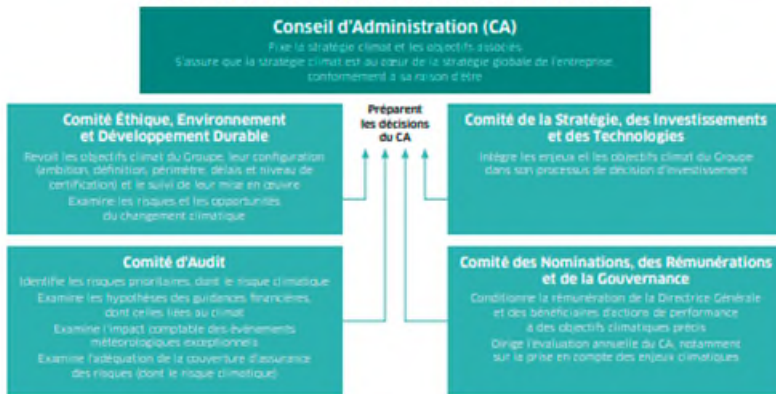 Conseil d'Administration (CA)
Fixe la stratégie climat et les objectifs associés
S'assure que la stratégie climat est au cœur de la stratégie globale de l'entreprise,
conformément à sa raison d'être
Comité Éthique, Environnement
et Développement Durable
Revoit les objectifs climat du Groupe, leur configuration
(ambition, définition, périmètre, délais et niveau de
certification) et le suivi de leur mise en œuvre
Examine les risques et les opportunités
du changement climatique
Préparent
les décisions
du CA
Comité de la Stratégie, des Investissements
et des Technologies
Intègre les enjeux et les objectifs climat du Groupe
dans son processus de décision d'investissement
Comité d'Audit
Identifie les risques prioritaires, dont le risque climatique
Examine les hypothèses des guidances financières,
dont celles liées au climat
Examine l'impact comptable des événements
météorologiques exceptionnels
Examine l'adéquation de la couverture d'assurance
des risques (dont le risque climatique)
Comité des Nominations, des Rémunérations
et de la Gouvernance
Conditionne la rémunération de la Directrice Générale
et des bénéficiaires d'actions de performance
à des objectifs climatiques précis
Dirige l'évaluation annuelle du CA, notamment
sur la prise en compte des enjeux climatiques